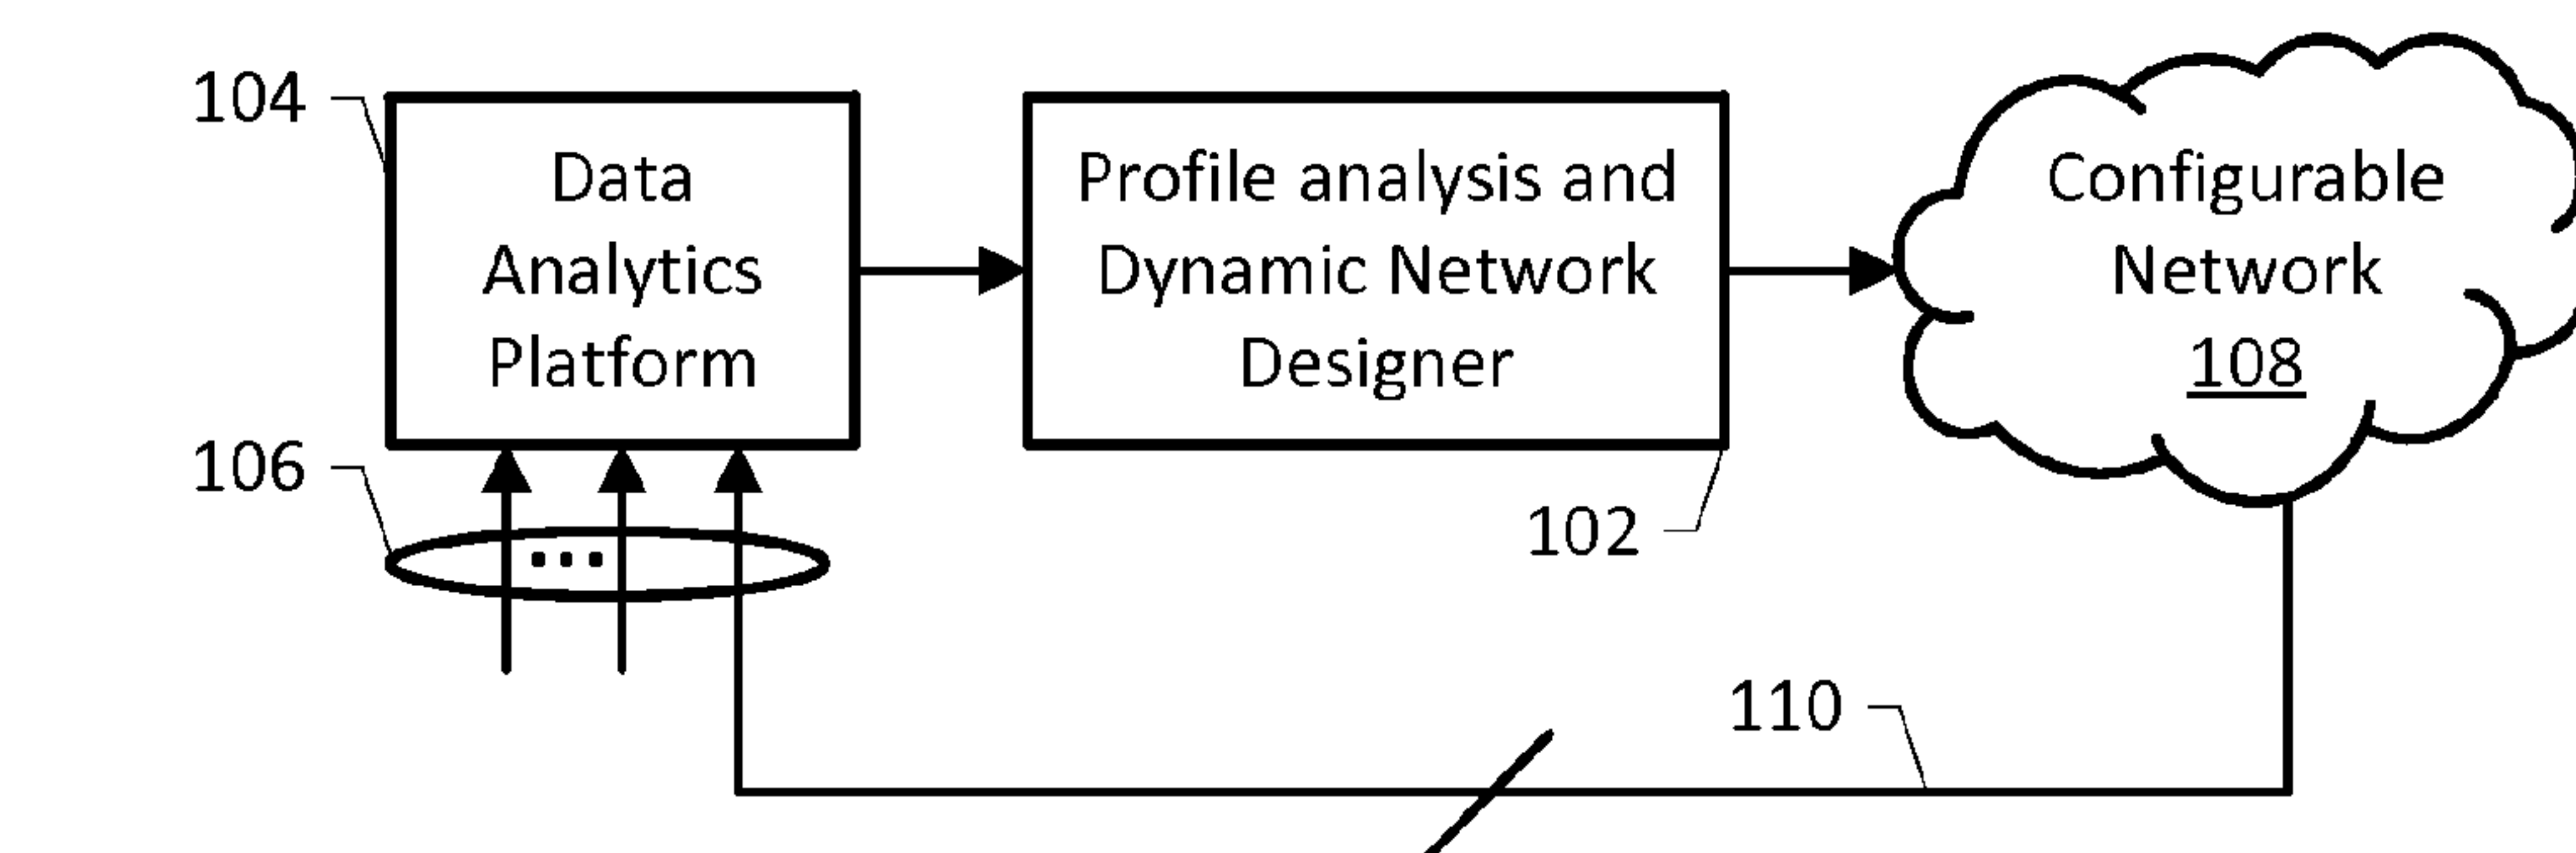 104
Data
Analytics
Platform
Profile analysis and
Dynamic Network
Designer
Configurable
Network
108
106
102
110